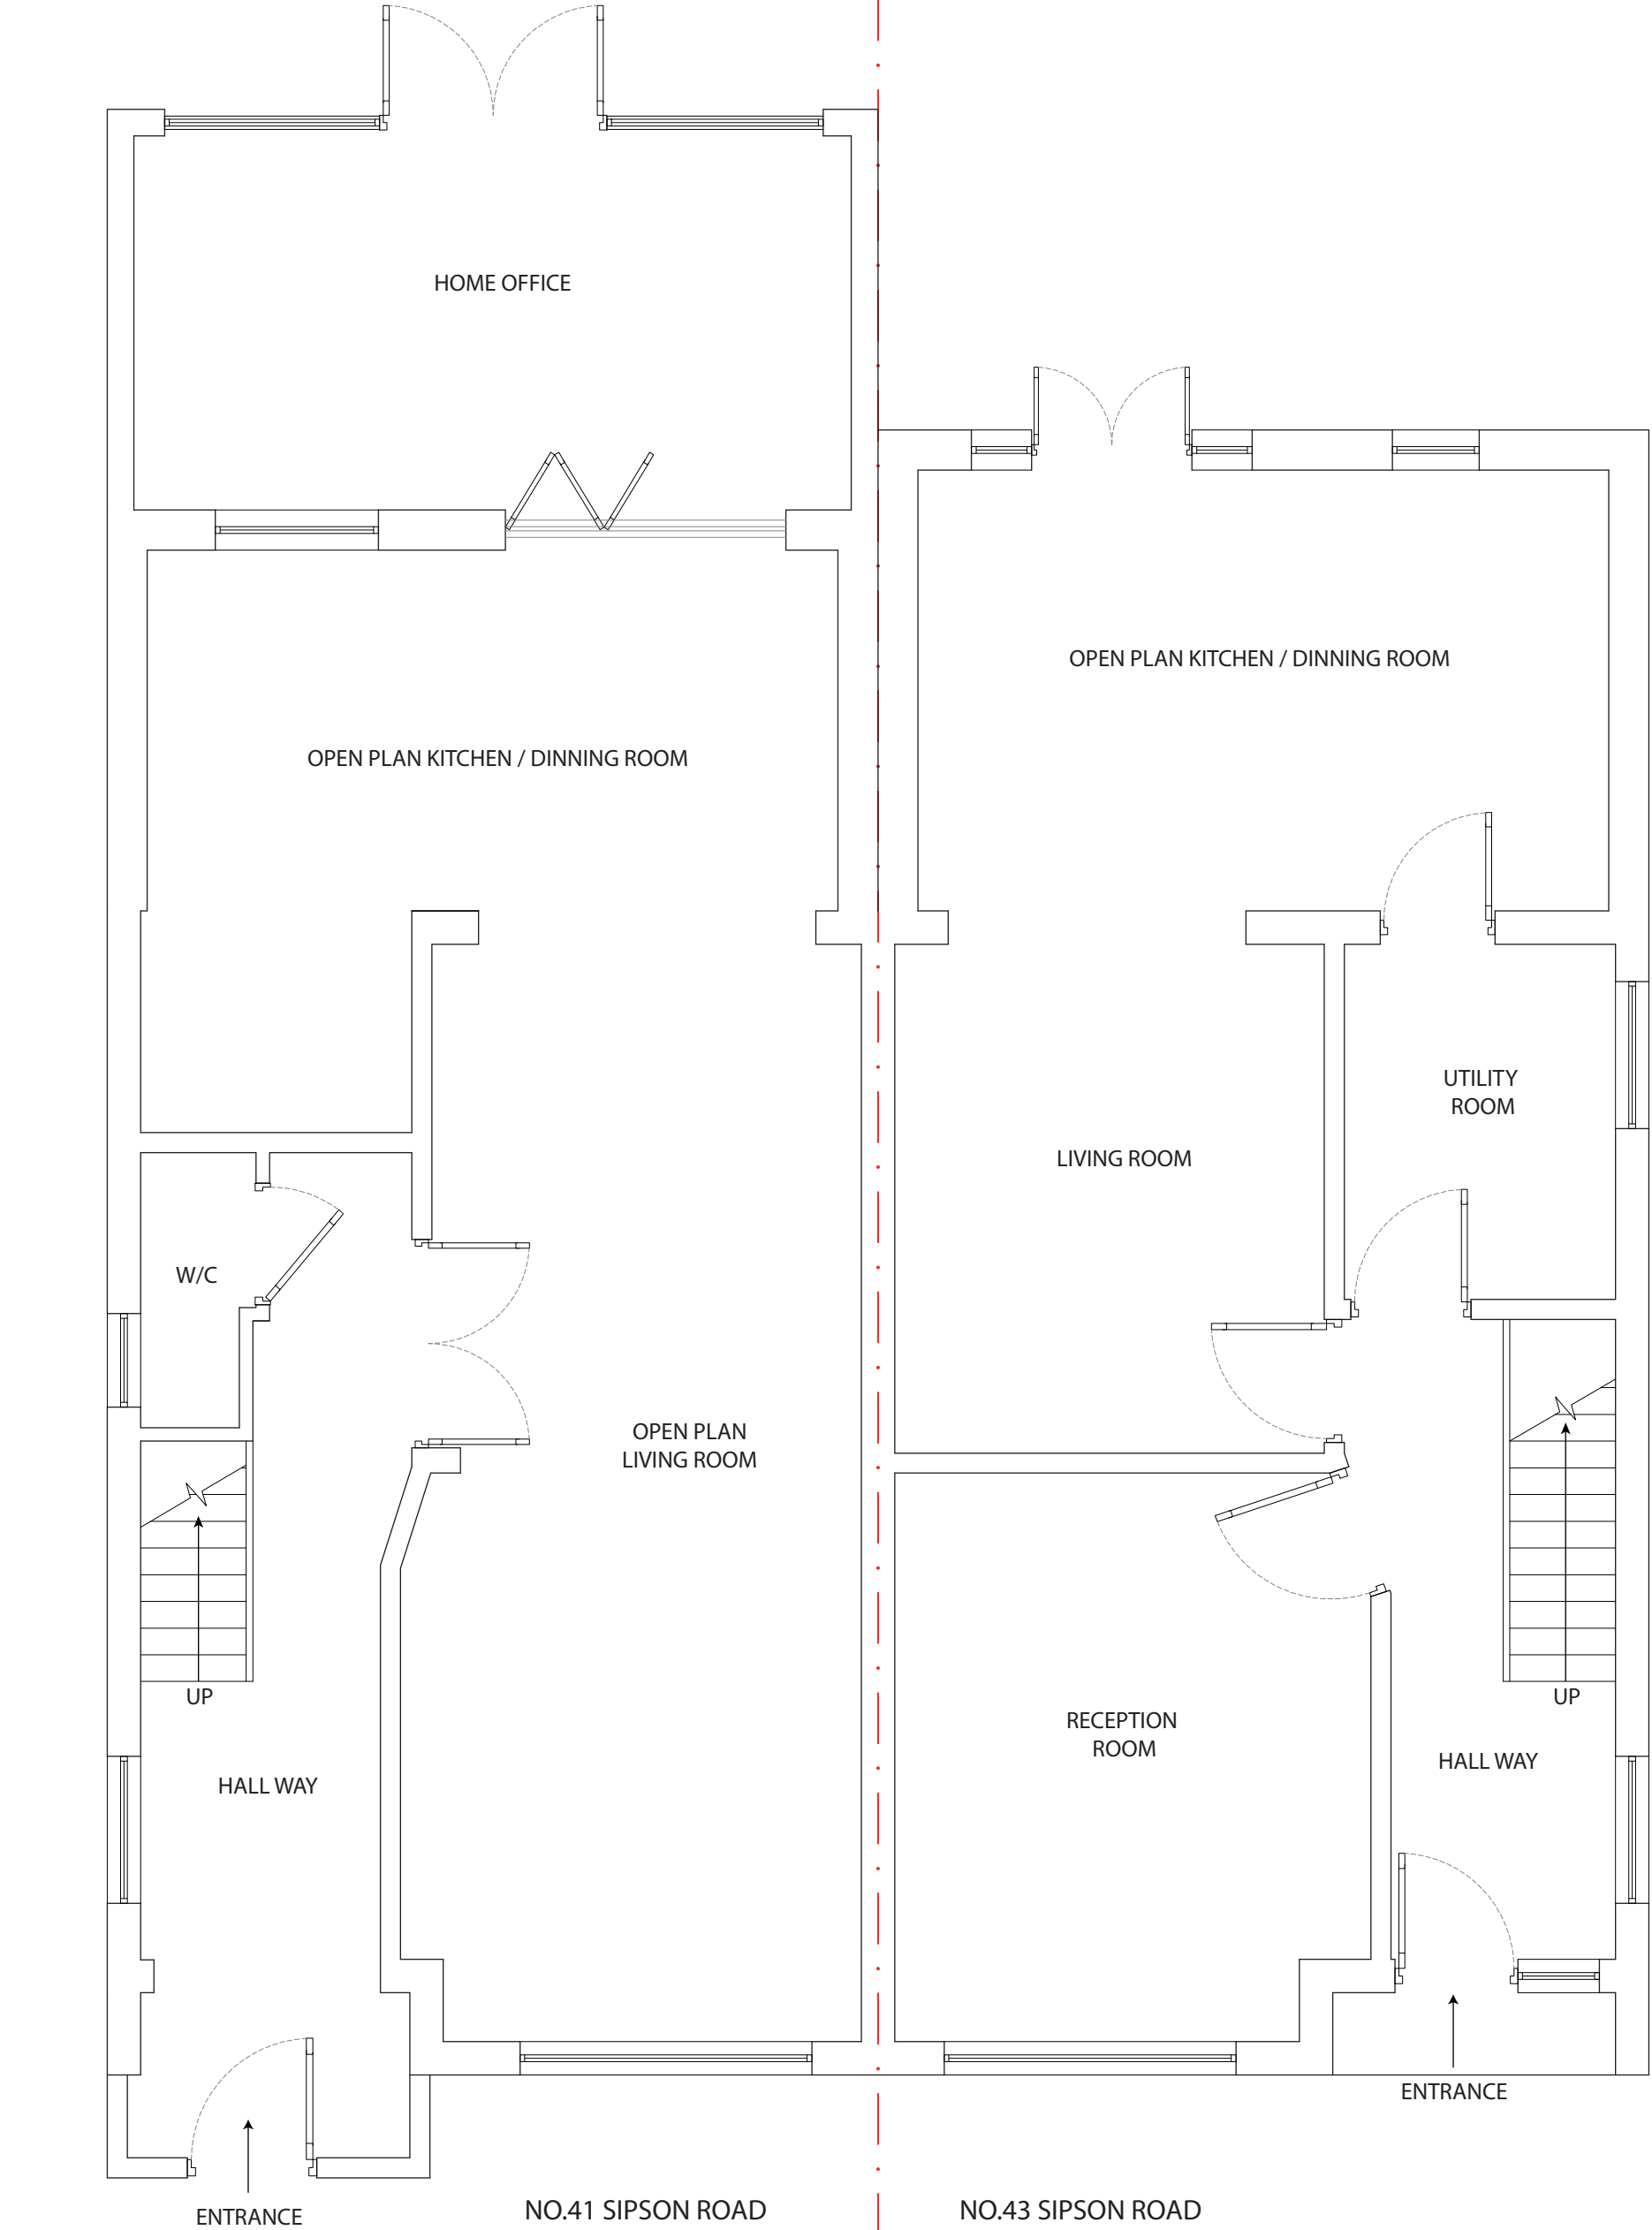 HOME OFFICE
OPEN PLAN KITCHEN / DINNING ROOM
OPEN PLAN KITCHEN / DINNING ROOM
UTILITY
ROOM
LIVING ROOM
W/C
OPEN PLAN
LIVING ROOM
UP
UP
RECEPTION
ROOM
HALL WAY
HALL WAY
ENTRANCE
ENTRANCE
NO.41 SIPSON ROAD
NO.43 SIPSON ROAD